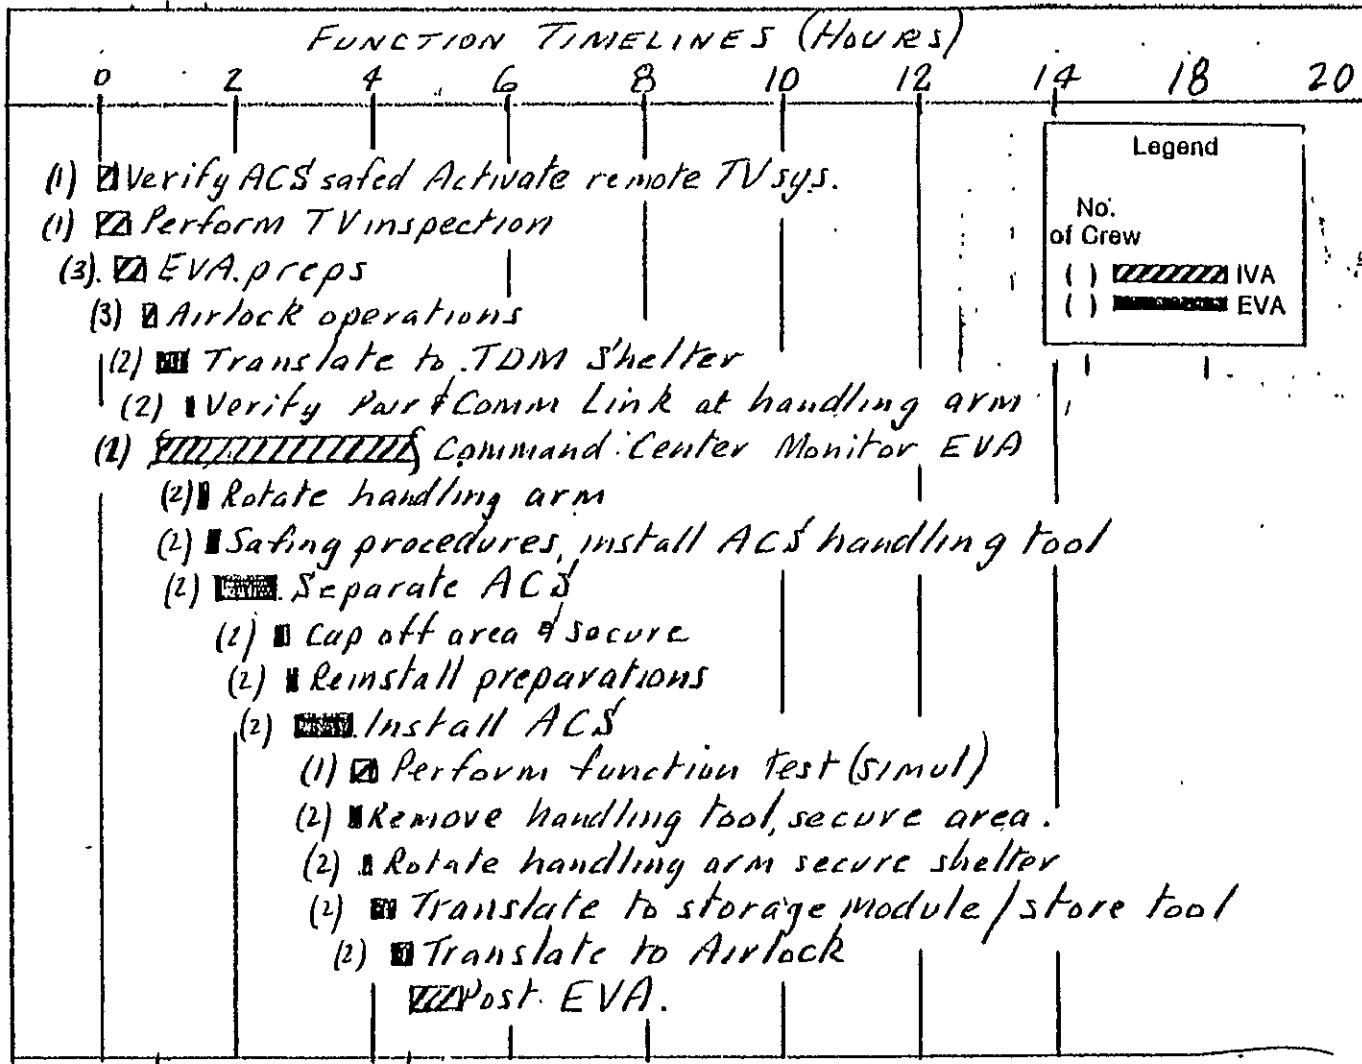 FUNCTION TIMELINES (HOURS)
0 2 4 6 8 10 12 14 18 20
Legend
No.
of Crew
( ) IVA
( ) EVA
(1) Verify ACS safed Activate remote TV sys.
(1) Perform TV inspection
(3) EVA preps
(3) Airlock operations
(2) Translate to TDM Shelter
(2) Verify Pwr & Comm Link at handling arm
Command Center Monitor EVA
(2) Rotate handling arm
(2) Safing procedures, install ACS handling tool
(2) Separate ACS
(2) Cap off area & secure
(2) Reinstall preparations
(2) Install ACS
(1) Perform function test (simul)
(2) Remove handling tool, secure area.
(2) Rotate handling arm secure shelter
(2) Translate to storage module / store tool
(2) Translate to Airlock
Post EVA.